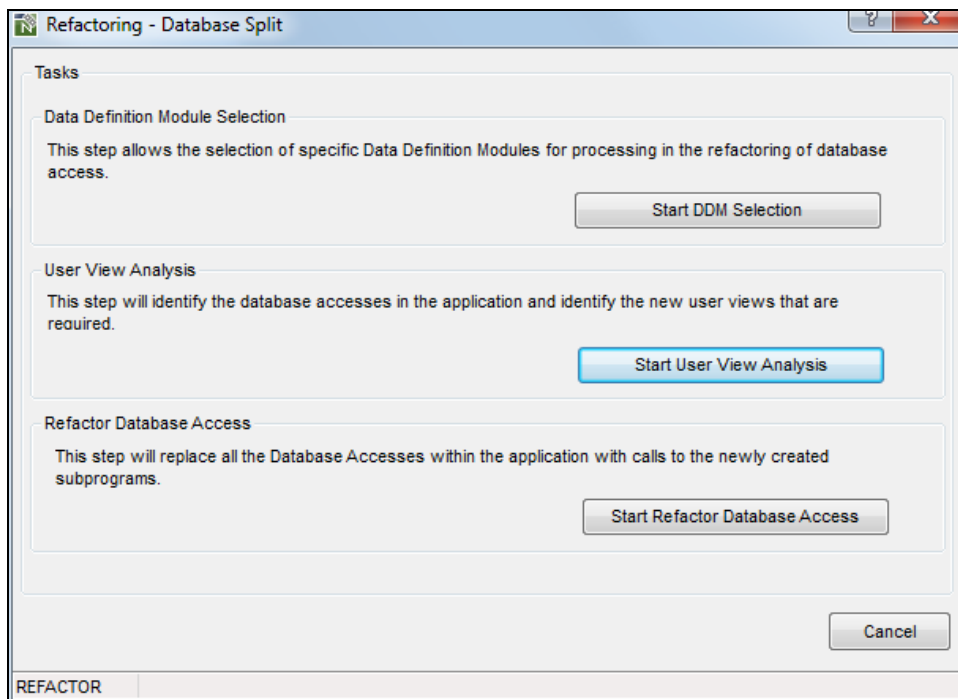 Refactoring - Database Split
? X
Tasks
Data Definition Module Selection
This step allows the selection of specific Data Definition Modules for processing in the refactoring of database
access.
Start DDM Selection
User View Analysis
This step will identify the database accesses in the application and identify the new user views that are
required.
Start User View Analysis
Refactor Database Access
This step will replace all the Database Accesses within the application with calls to the newly created
subprograms.
Start Refactor Database Access
Cancel
REFACTOR